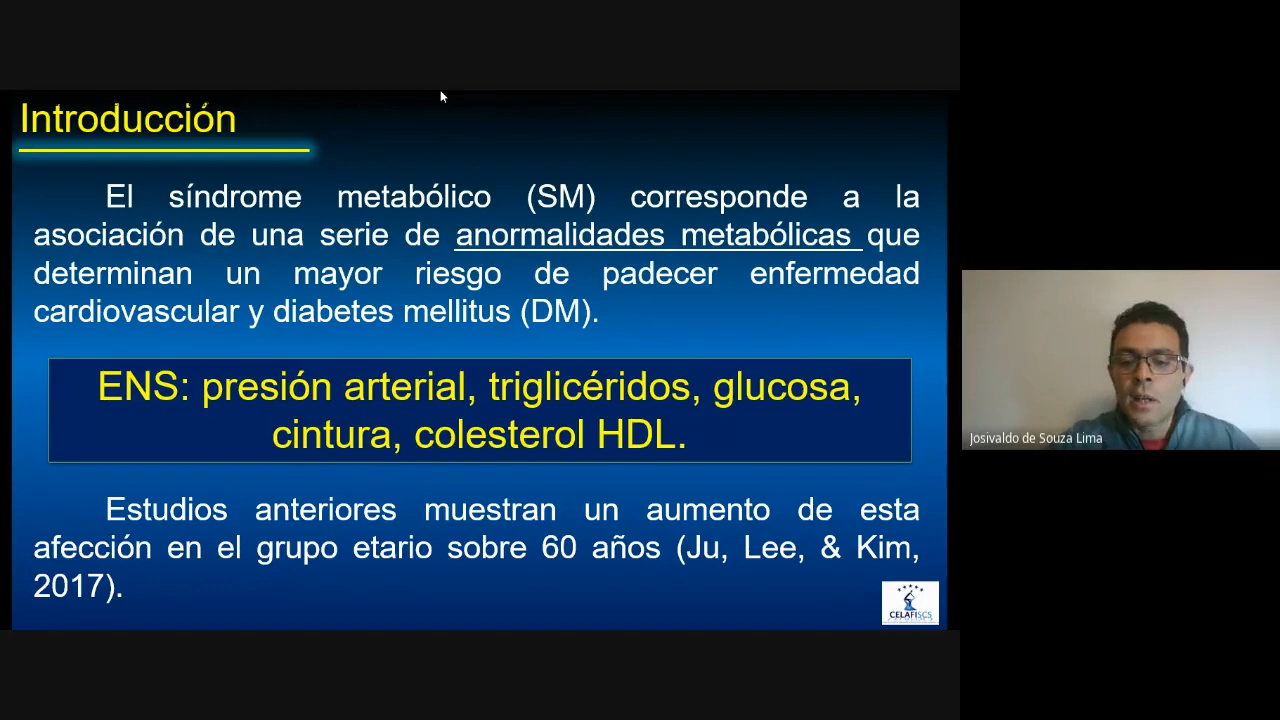 Introducción
El síndrome metabólico (SM) corresponde a la
asociación de una serie de anormalidades metabólicas que
determinan un mayor riesgo de padecer enfermedad
cardiovascular y diabetes mellitus (DM).
ENS: presión arterial, triglicéridos, glucosa,
cintura, colesterol HDL.
Estudios anteriores muestran un aumento de esta
afección en el grupo etario sobre 60 años (Ju, Lee, & Kim,
2017).
CELAFISCS
Josivaldo de Souza Lima